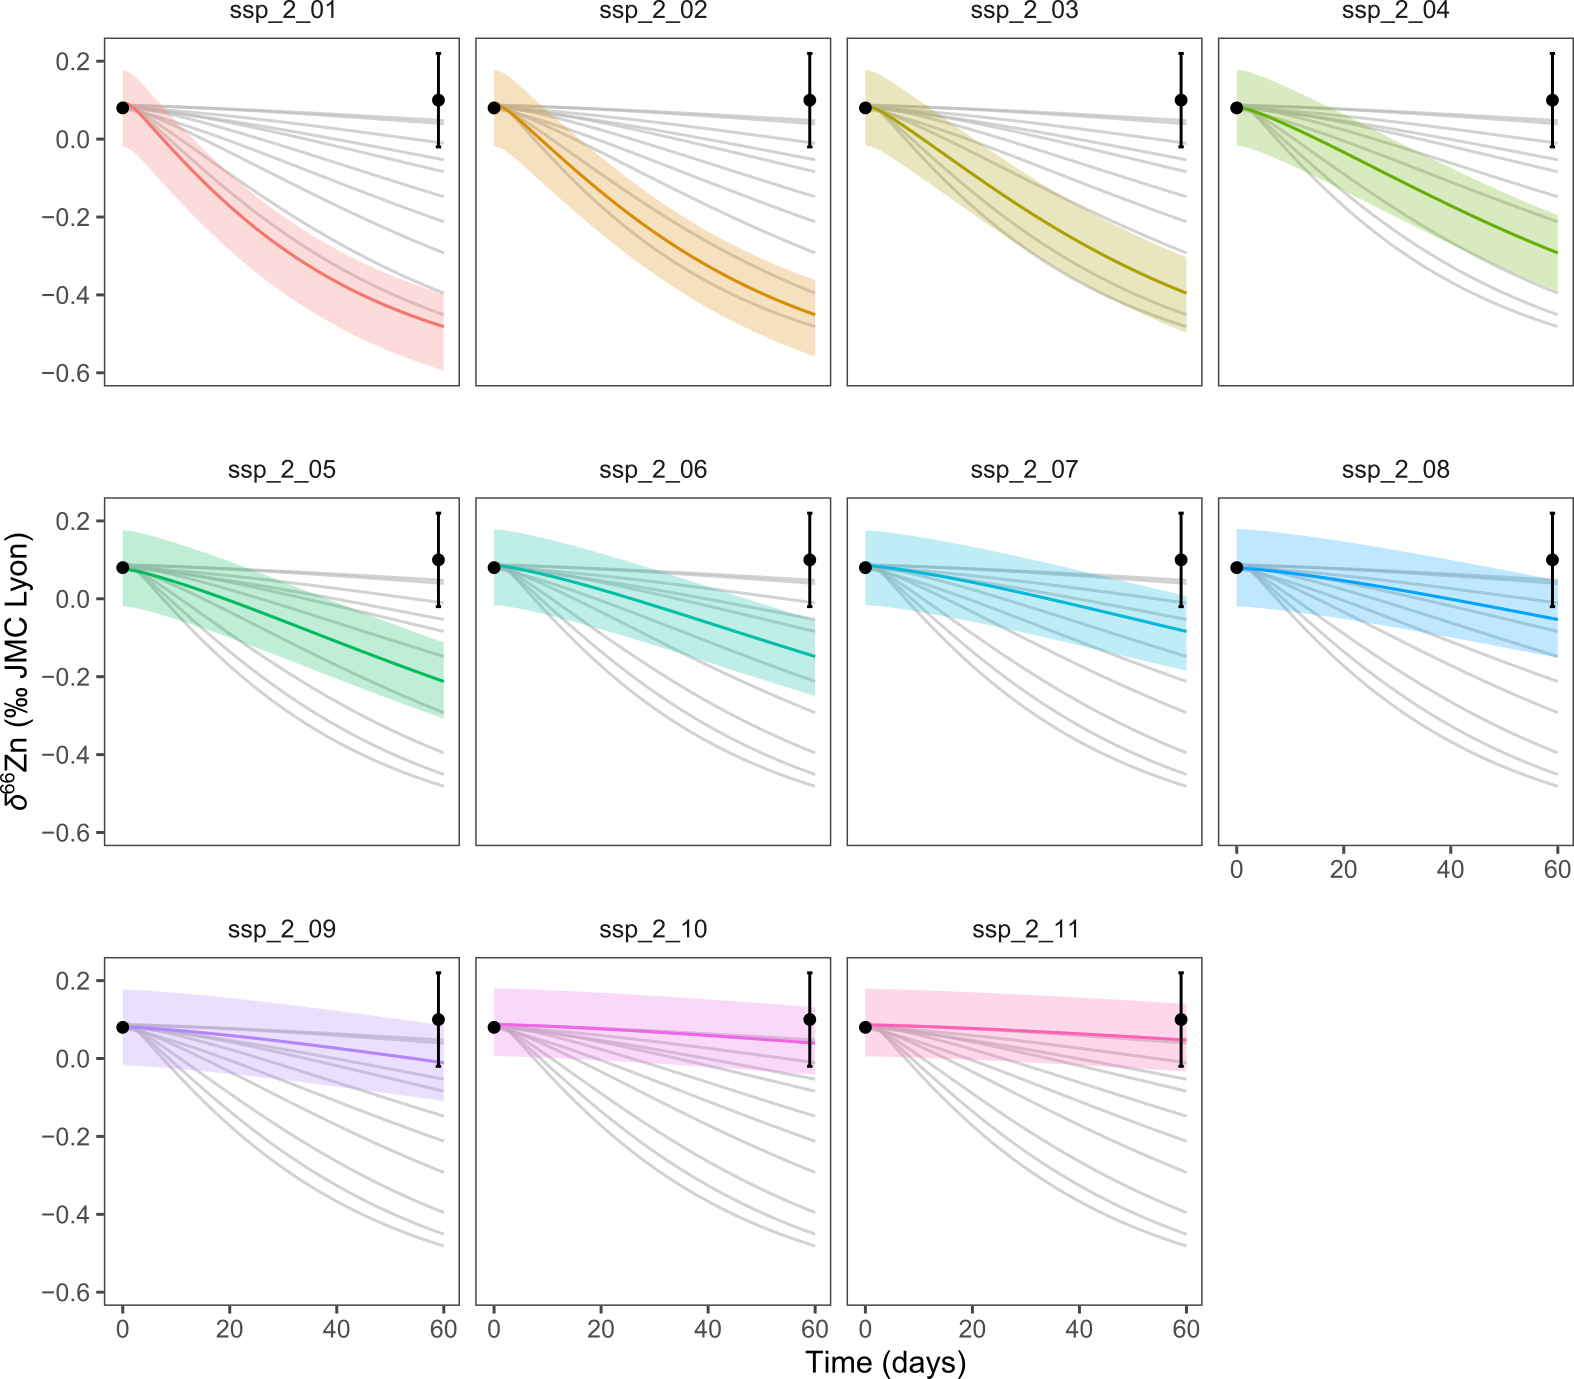 ssp_2_01 ssp_2_02 ssp_2_03 ssp_2_04
0.2
0.0
−0.2
−0.4
−0.6
ssp_2_05 ssp_2_06 ssp_2_07 ssp_2_08
0.2
0.0
−0.2
−0.4
−0.6
0 20 40 60
δ⁶⁶Zn (‰ JMC Lyon)
ssp_2_09 ssp_2_10 ssp_2_11
0.2
0.0
−0.2
−0.4
−0.6
0 20 40 60 0 20 40 60 0 20 40 60
Time (days)